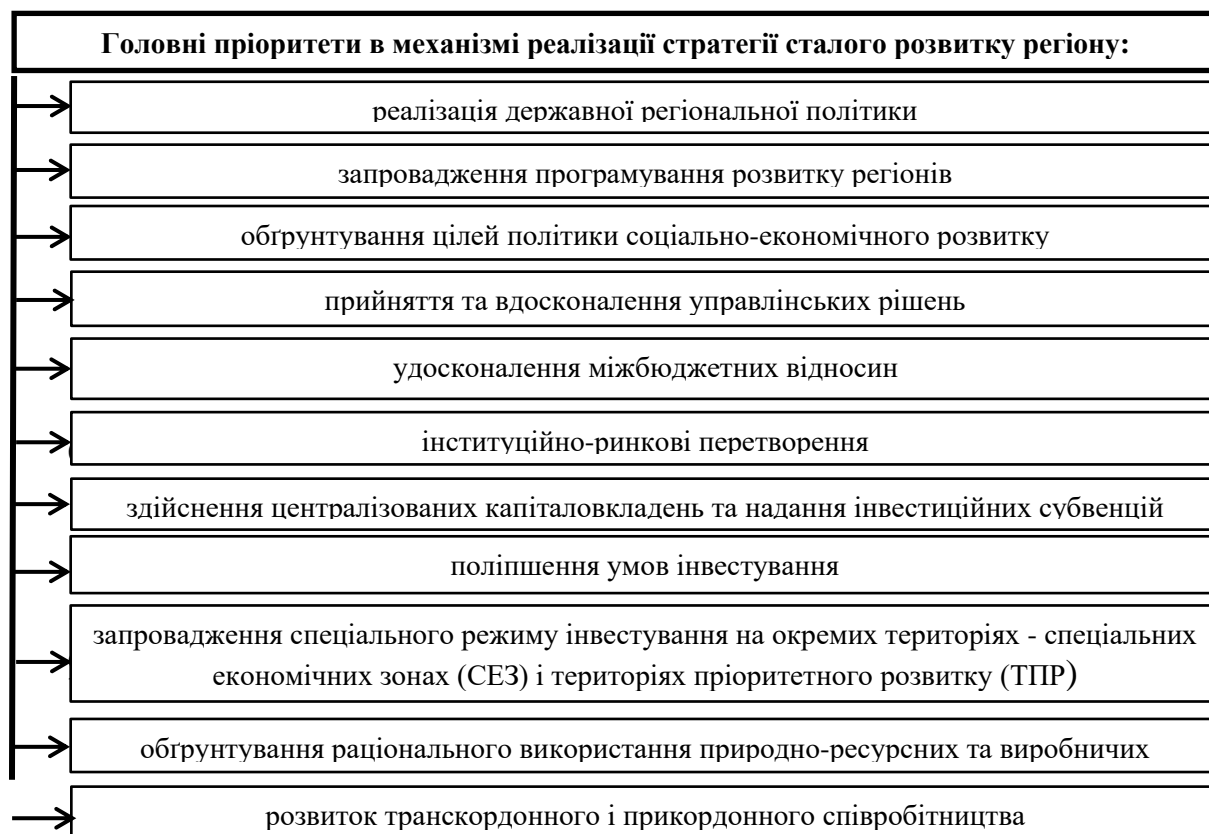 Головні пріоритети в механізмі реалізації стратегії сталого розвитку регіону:
реалізація державної регіональної політики
запровадження програмування розвитку регіонів
обґрунтування цілей політики соціально-економічного розвитку
прийняття та вдосконалення управлінських рішень
удосконалення міжбюджетних відносин
інституційно-ринкові перетворення
здійснення централізованих капіталовкладень та надання інвестиційних субвенцій
поліпшення умов інвестування
запровадження спеціального режиму інвестування на окремих територіях - спеціальних
економічних зонах (СЕЗ) і територіях пріоритетного розвитку (ТПР)
обґрунтування раціонального використання природно-ресурсних та виробничих
розвиток транскордонного і прикордонного співробітництва